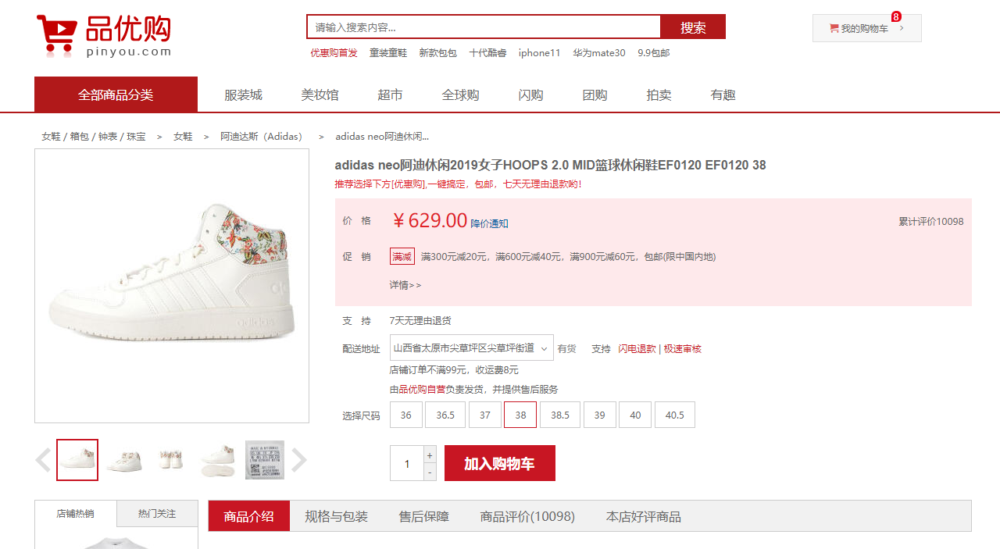 品优购
pinyou.com
请输入搜索内容...
搜索
我的购物车
8
优惠购首发 童装童鞋 新款包包 十代酷睿 iphone11 华为mate30 9.9包邮
全部商品分类 服装城 美妆馆 超市 全球购 闪购 团购 拍卖 有趣
女鞋 / 箱包 / 钟表 / 珠宝 > 女鞋 > 阿迪达斯（Adidas） > adidas neo阿迪休闲...
adidas neo阿迪休闲2019女子HOOPS 2.0 MID篮球休闲鞋EF0120 EF0120 38
推荐选择下方[优惠购],一键搞定，包邮，七天无理由退款哟!
价 格 ￥629.00 降价通知 累计评价10098
促 销 满减 满300元减20元，满600元减40元，满900元减60元，包邮(限中国内地)
详情>>
支 持 7天无理由退货
配送地址 山西省太原市尖草坪区尖草坪街道 有货 支持 闪电退款 | 极速审核
店铺订单不满99元，收运费8元
由品优购自营负责发货，并提供售后服务
选择尺码 36 36.5 37 38 38.5 39 40 40.5
1 + - 加入购物车
店铺热销 热门关注
商品介绍 规格与包装 售后保障 商品评价(10098) 本店好评商品